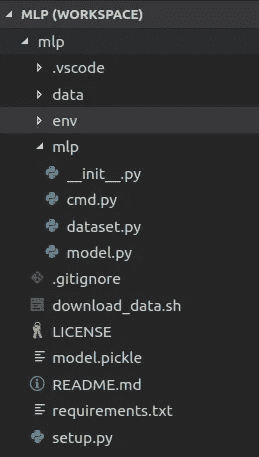 MLP (WORKSPACE)
mlp
.vscode
data
env
mlp
__init__.py
cmd.py
dataset.py
model.py
.gitignore
download_data.sh
LICENSE
model.pickle
README.md
requirements.txt
setup.py